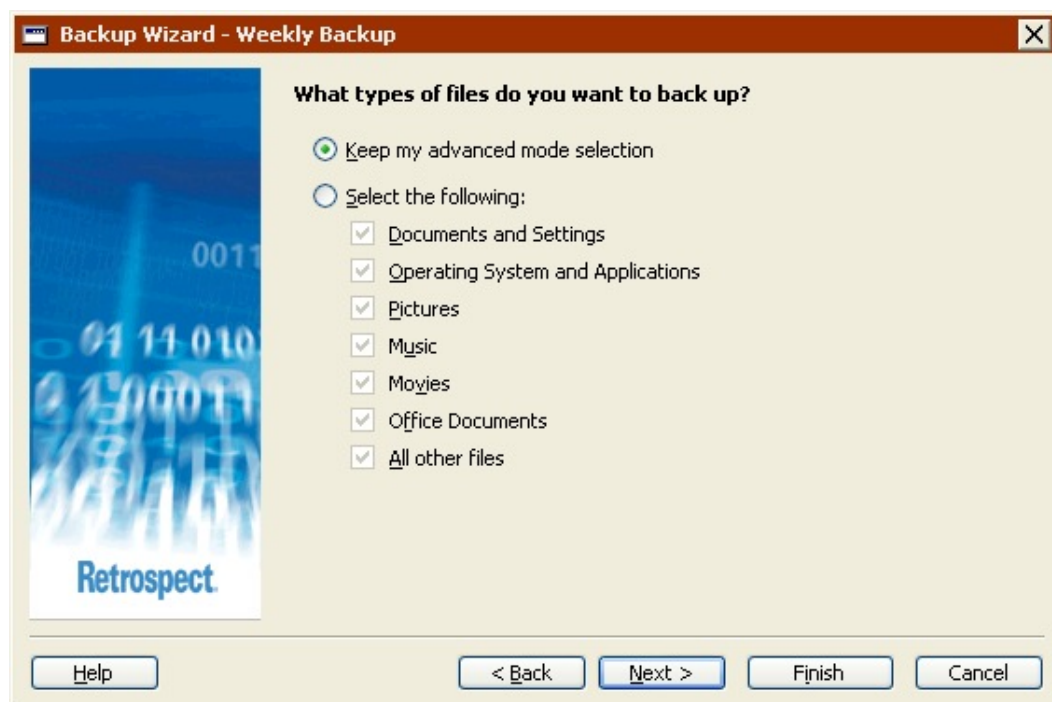 Backup Wizard - Weekly Backup
What types of files do you want to back up?
Keep my advanced mode selection
Select the following:
Documents and Settings
Operating System and Applications
Pictures
Music
Movies
Office Documents
All other files
0011
01 11 010
Retrospect.
Help
< Back
Next >
Finish
Cancel